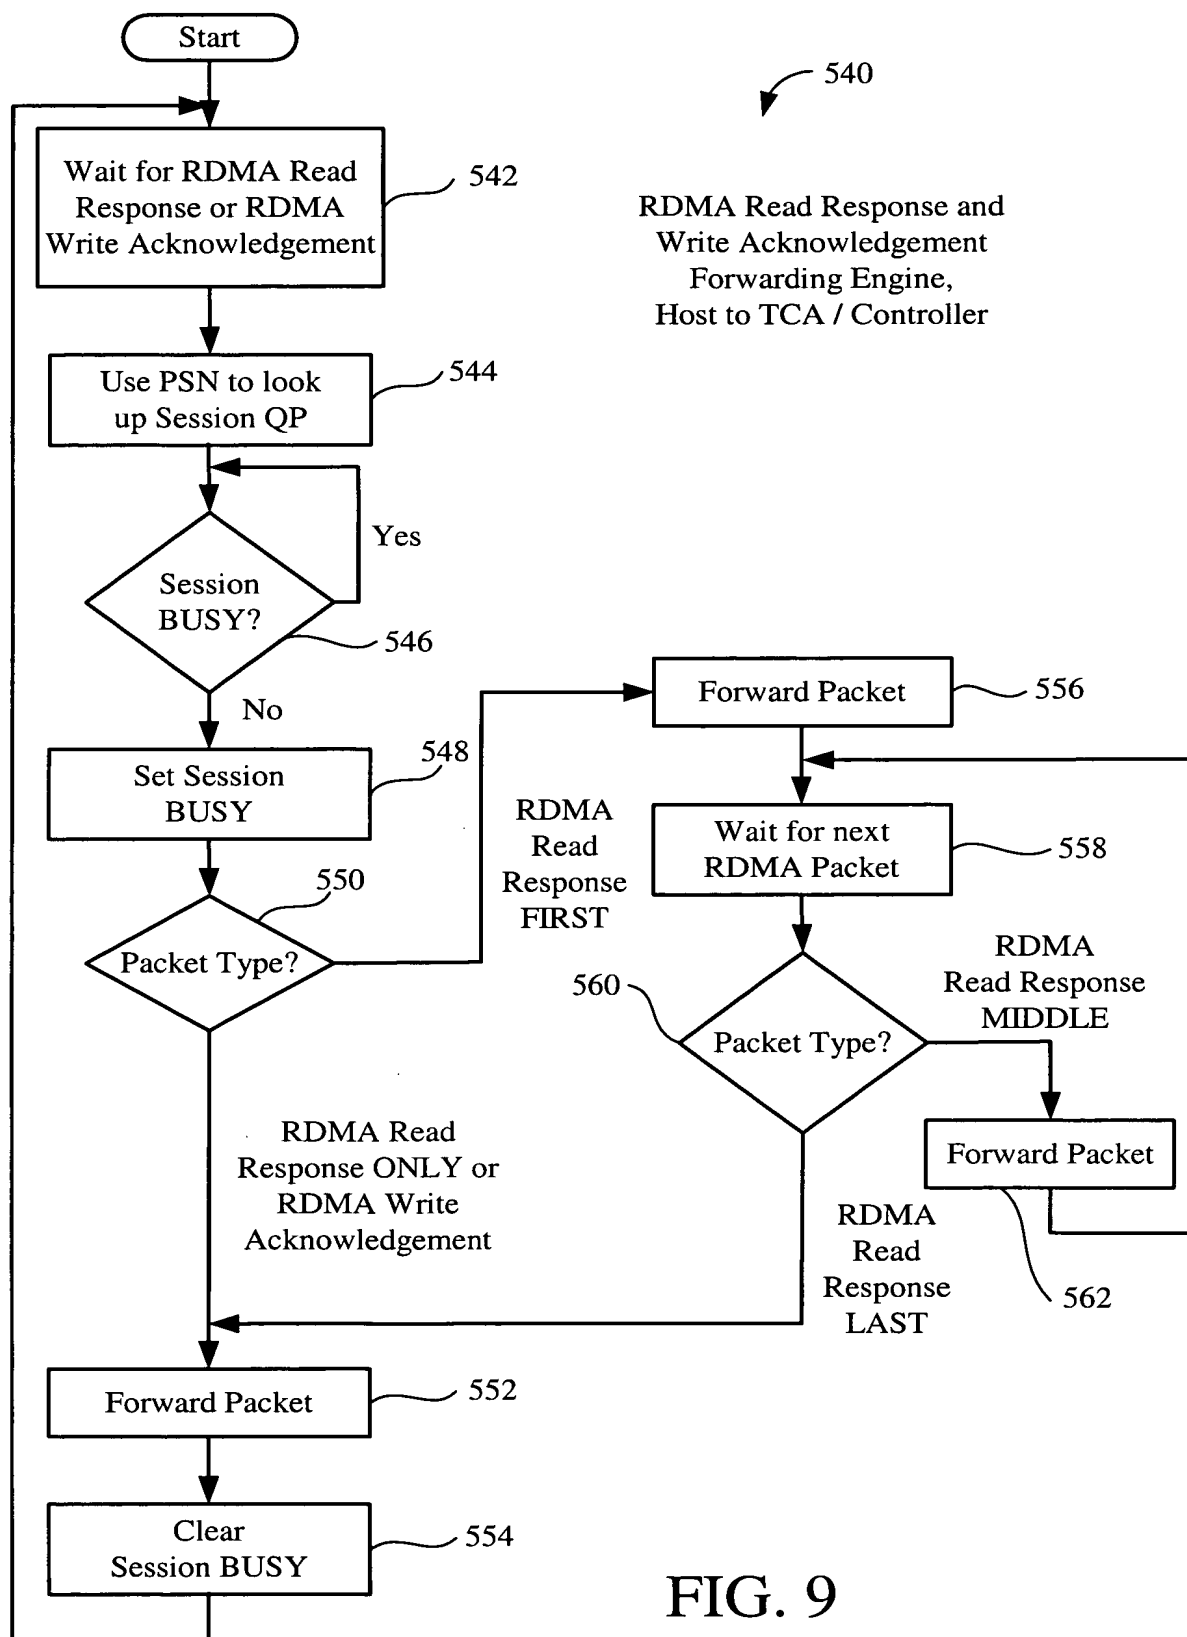 Start
540
Wait for RDMA Read
Response or RDMA
Write Acknowledgement
542
RDMA Read Response and
Write Acknowledgement
Forwarding Engine,
Host to TCA / Controller
Use PSN to look
up Session QP
544
Yes
Session
BUSY?
546
No
Set Session
BUSY
548
550
Packet Type?
RDMA
Read
Response
FIRST
Forward Packet
556
Wait for next
RDMA Packet
558
560
Packet Type?
RDMA
Read Response
MIDDLE
Forward Packet
562
RDMA Read
Response ONLY or
RDMA Write
Acknowledgement
RDMA
Read
Response
LAST
Forward Packet
552
Clear
Session BUSY
554
FIG. 9